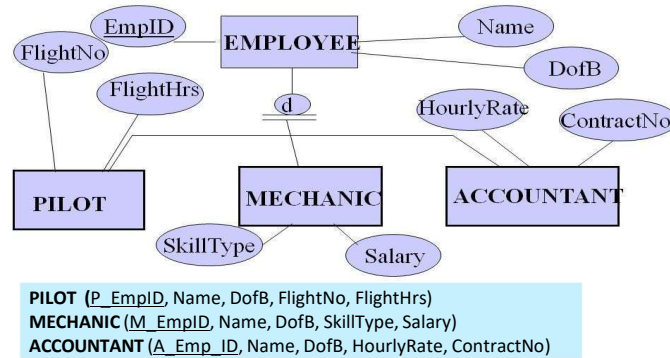 EmpID
Name
FlightNo
EMPLOYEE
DofB
FlightHrs
d
HourlyRate
ContractNo
PILOT
MECHANIC
ACCOUNTANT
SkillType
Salary
PILOT (P_EmpID, Name, DofB, FlightNo, FlightHrs)
MECHANIC (M_EmpID, Name, DofB, SkillType, Salary)
ACCOUNTANT (A_Emp_ID, Name, DofB, HourlyRate, ContractNo)